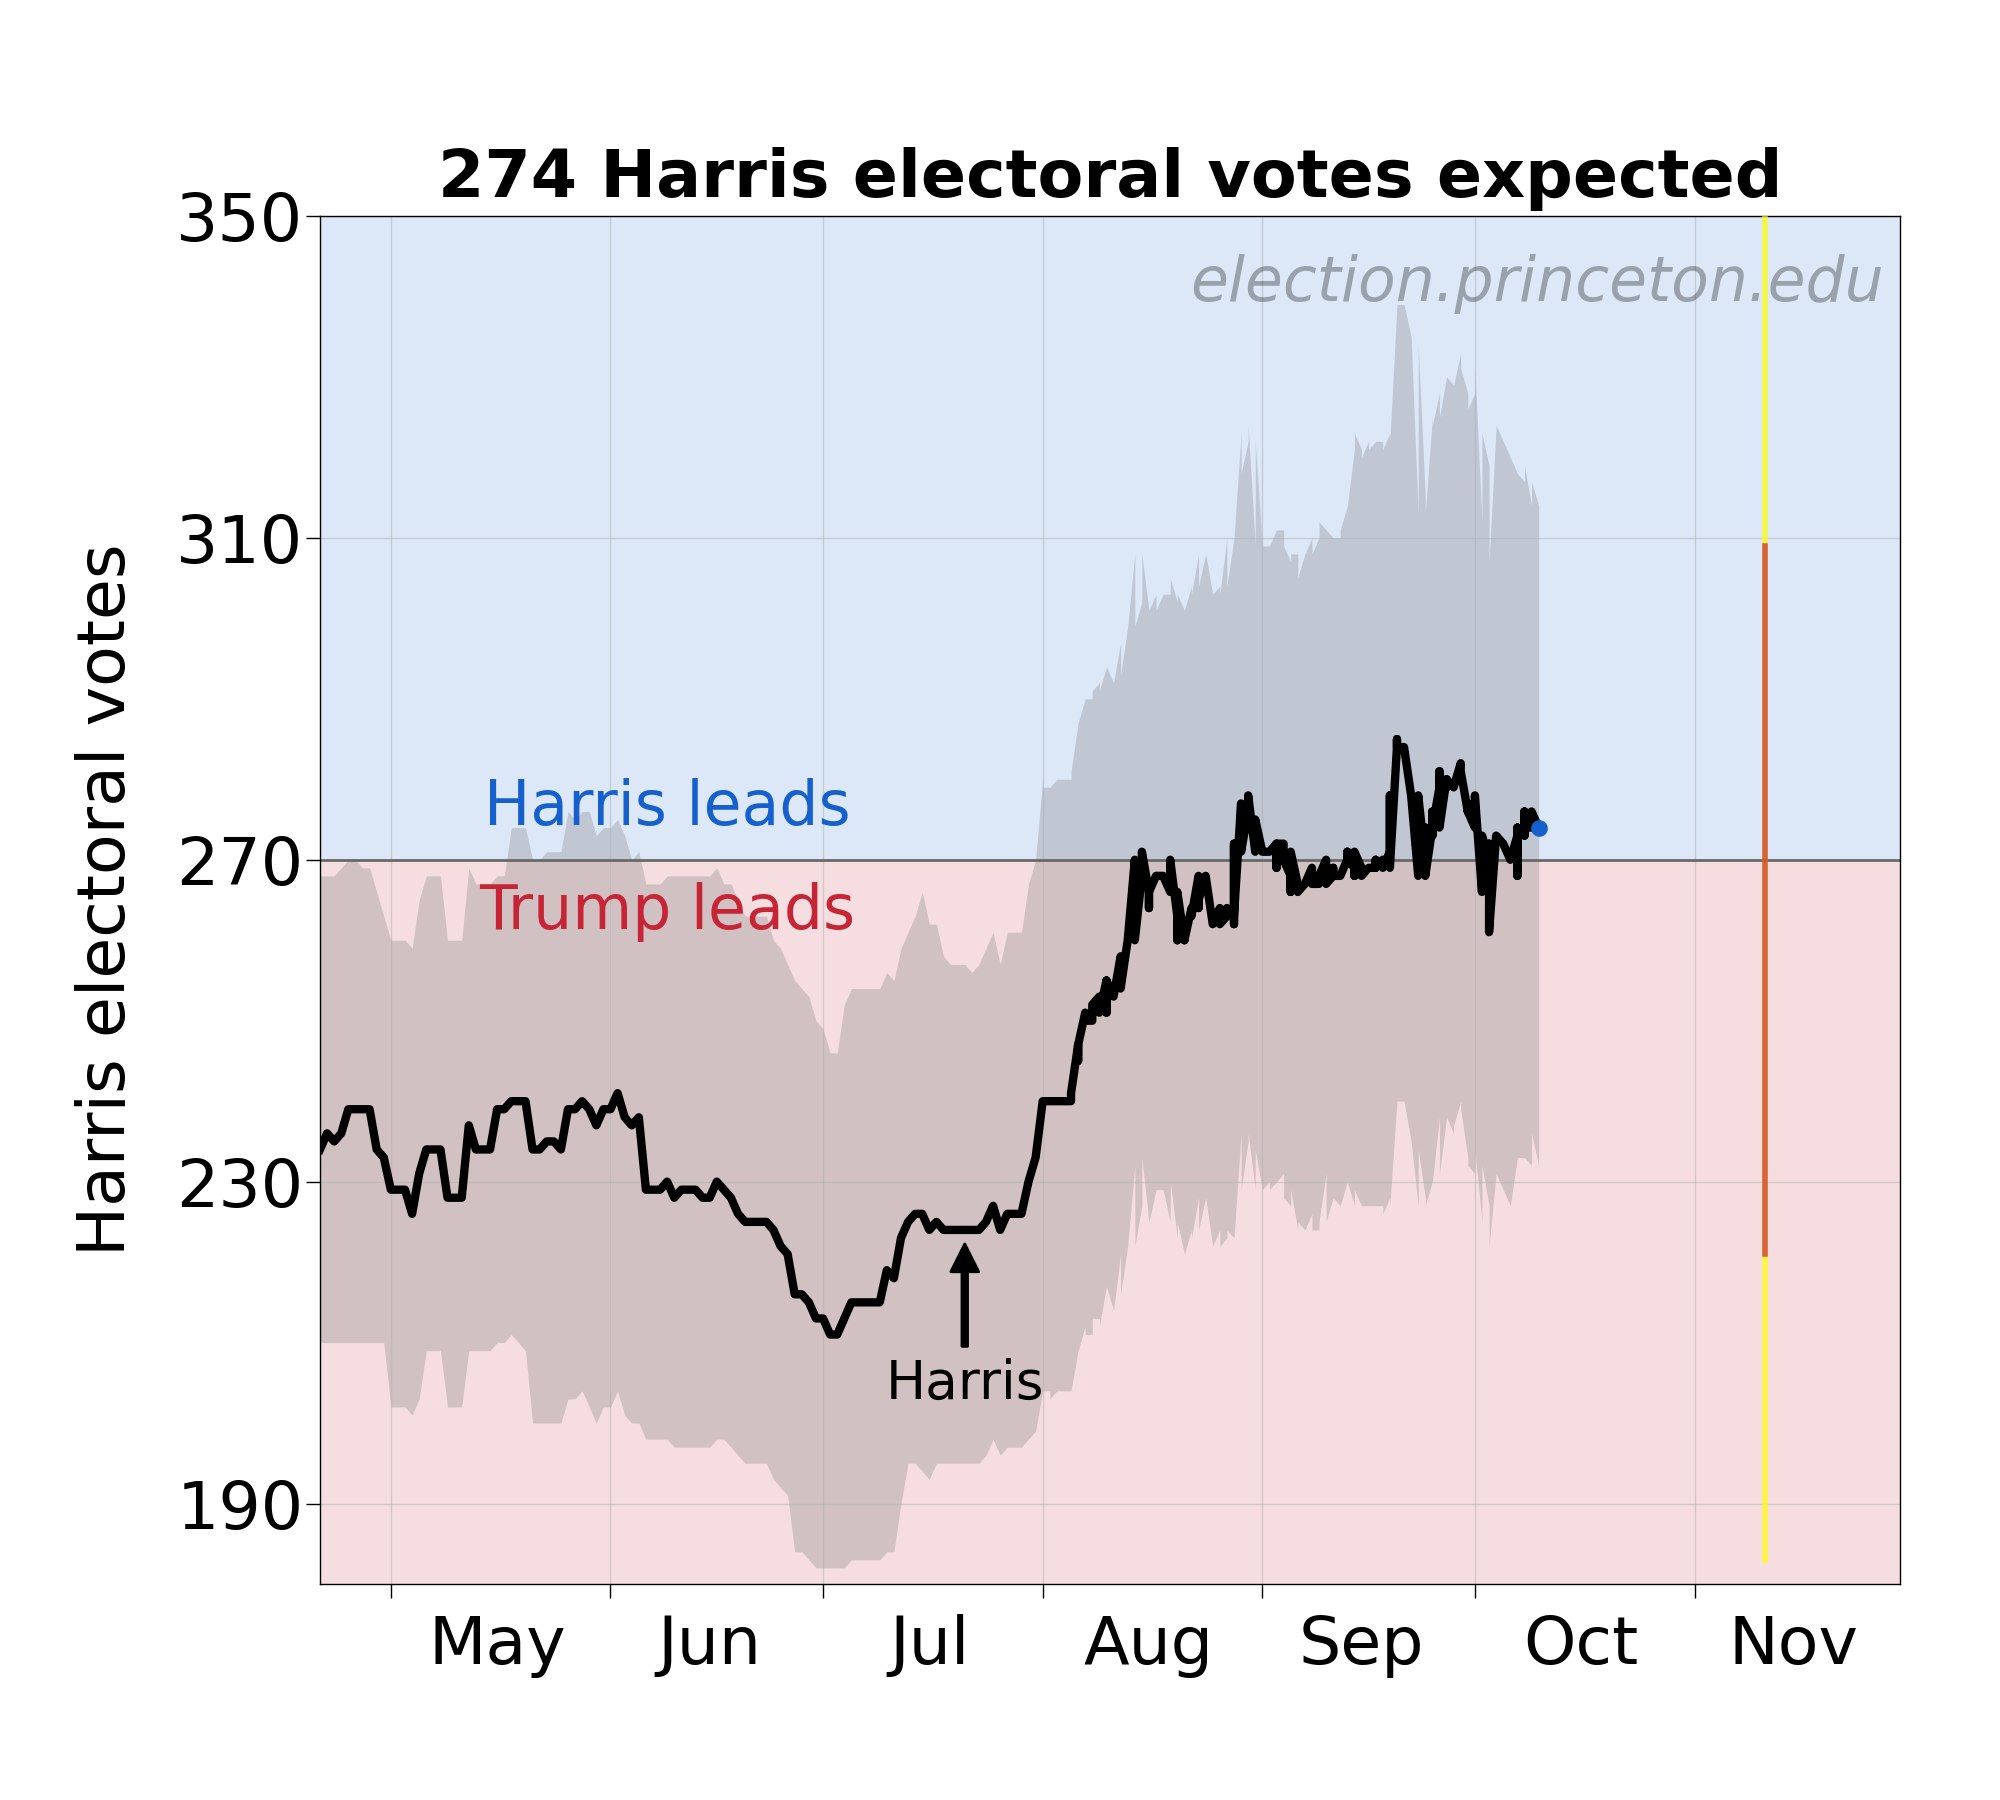 274 Harris electoral votes expected
350
election.princeton.edu
310
Harris leads
270
Trump leads
230
Harris
190
Harris electoral votes
May Jun Jul Aug Sep Oct Nov